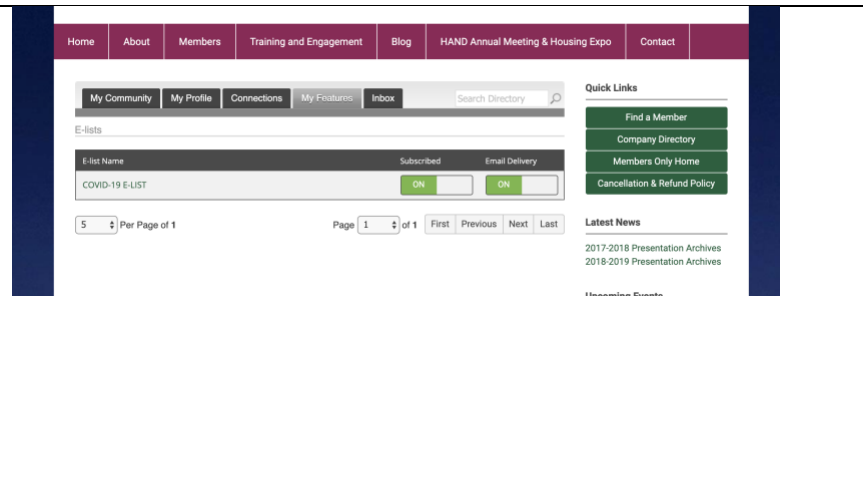 Home About Members Training and Engagement Blog HAND Annual Meeting & Housing Expo Contact
My Community My Profile Connections My Features Inbox Search Directory
E-lists
E-list Name Subscribed Email Delivery
COVID-19 E-LIST ON ON
5 Per Page of 1 Page 1 of 1 First Previous Next Last
Quick Links
Find a Member
Company Directory
Members Only Home
Cancellation & Refund Policy
Latest News
2017-2018 Presentation Archives
2018-2019 Presentation Archives
Upcoming Events